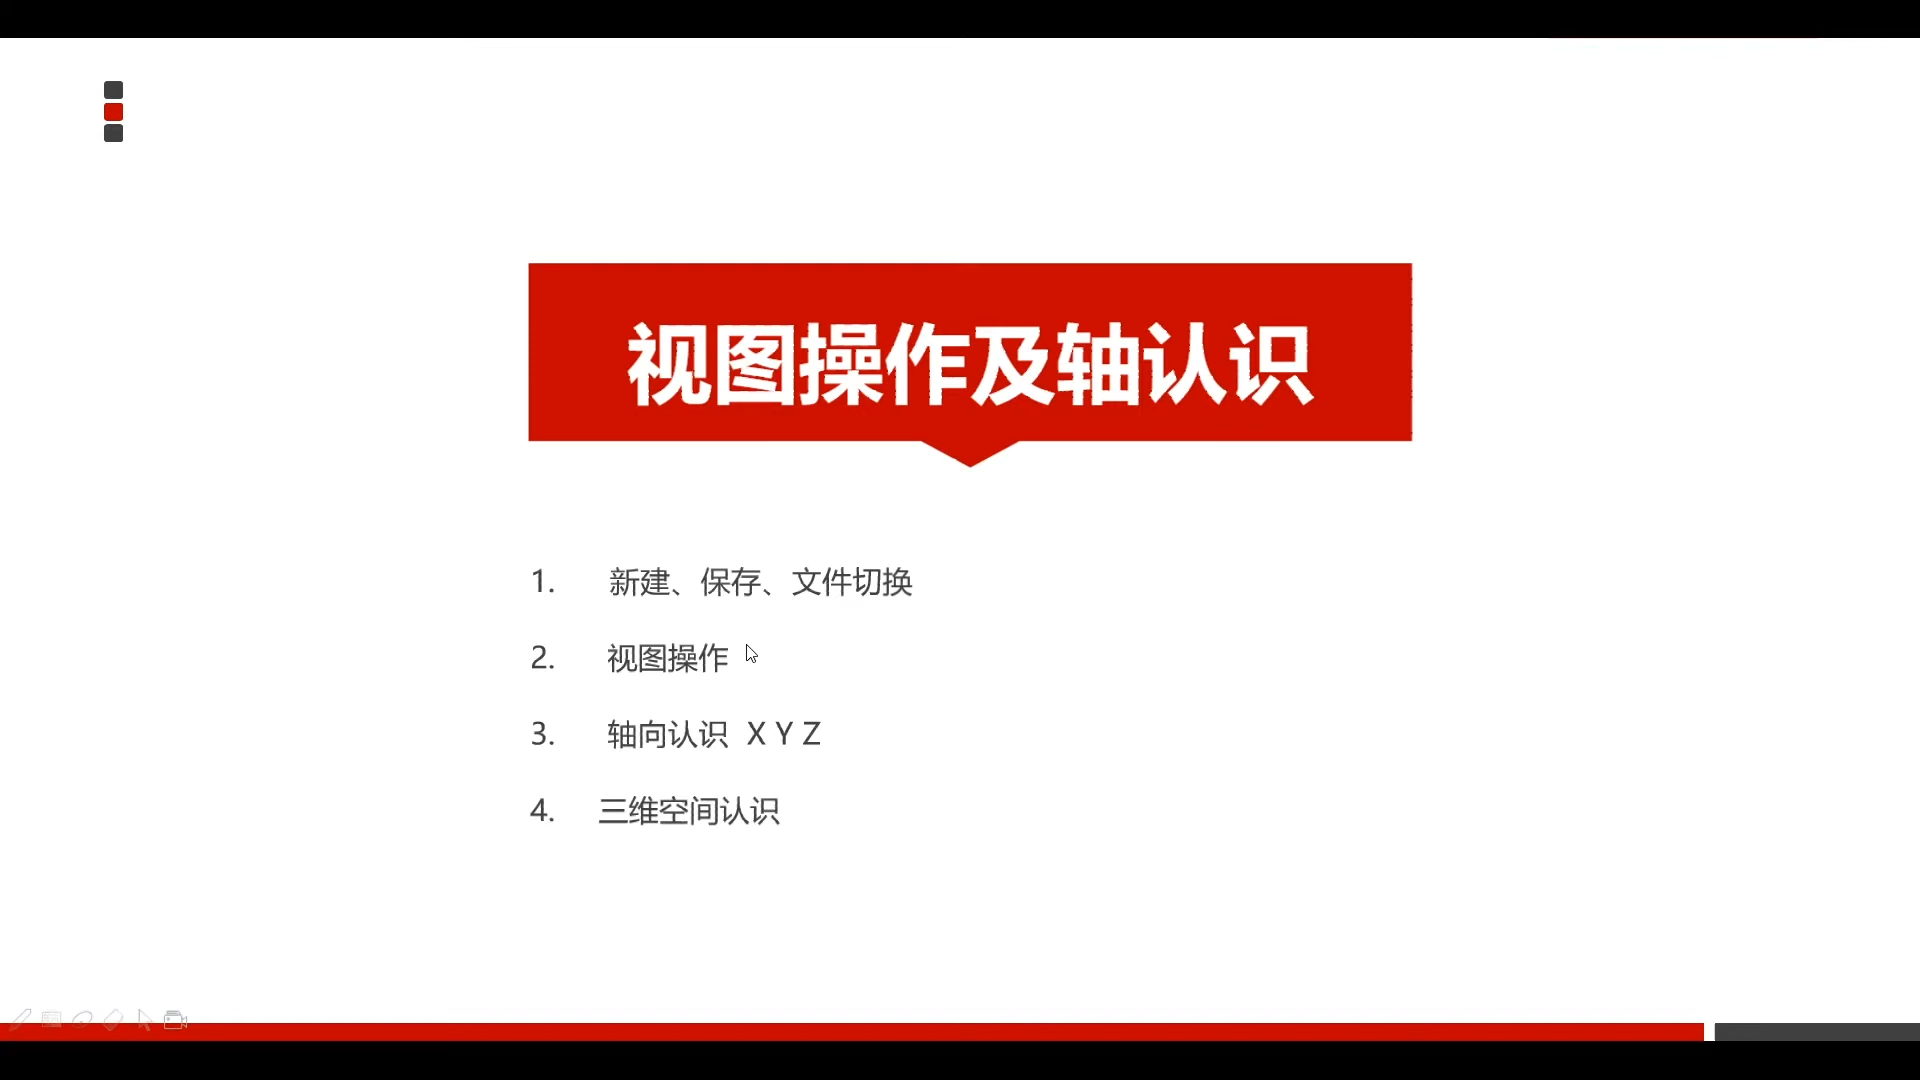 视图操作及轴认识
1. 新建、保存、文件切换
2. 视图操作
3. 轴向认识 X Y Z
4. 三维空间认识